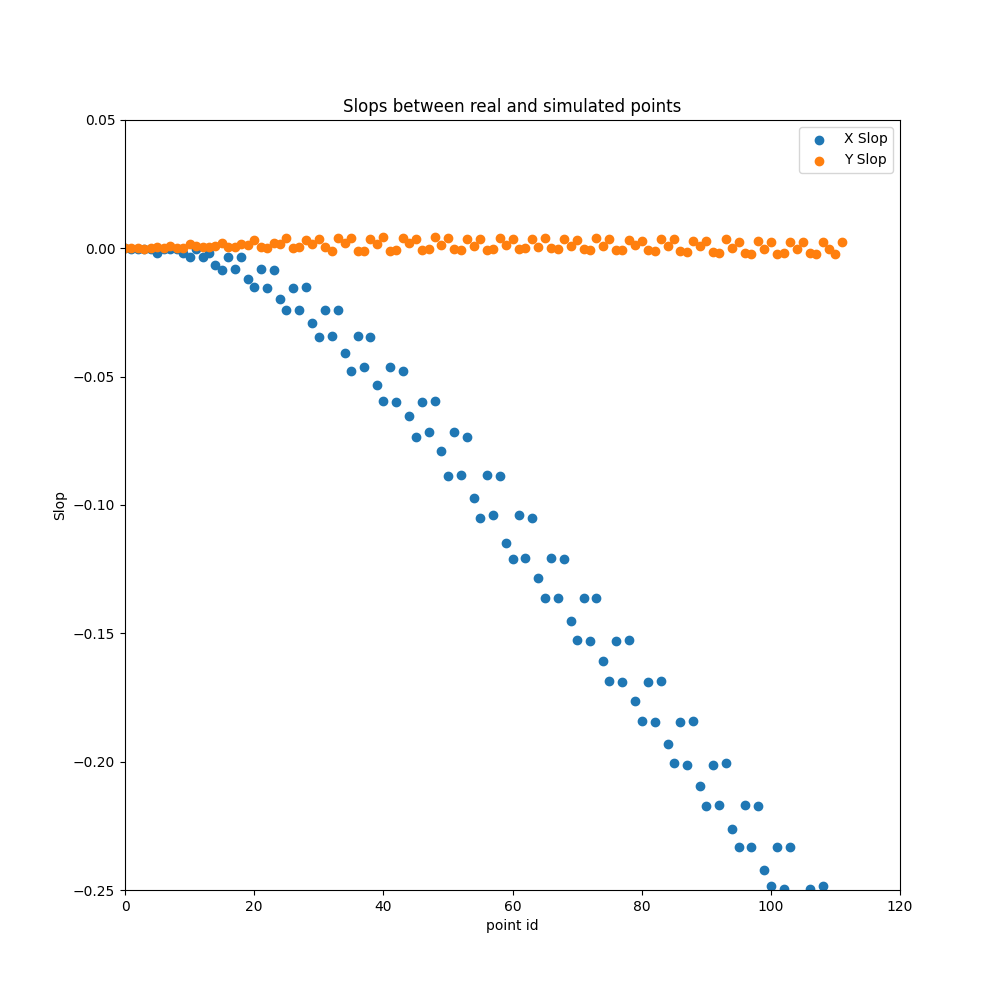 Slops between real and simulated points
0.05
0.00
−0.05
−0.10
−0.15
−0.20
−0.25
Slop
0 20 40 60 80 100 120
point id
X Slop
Y Slop